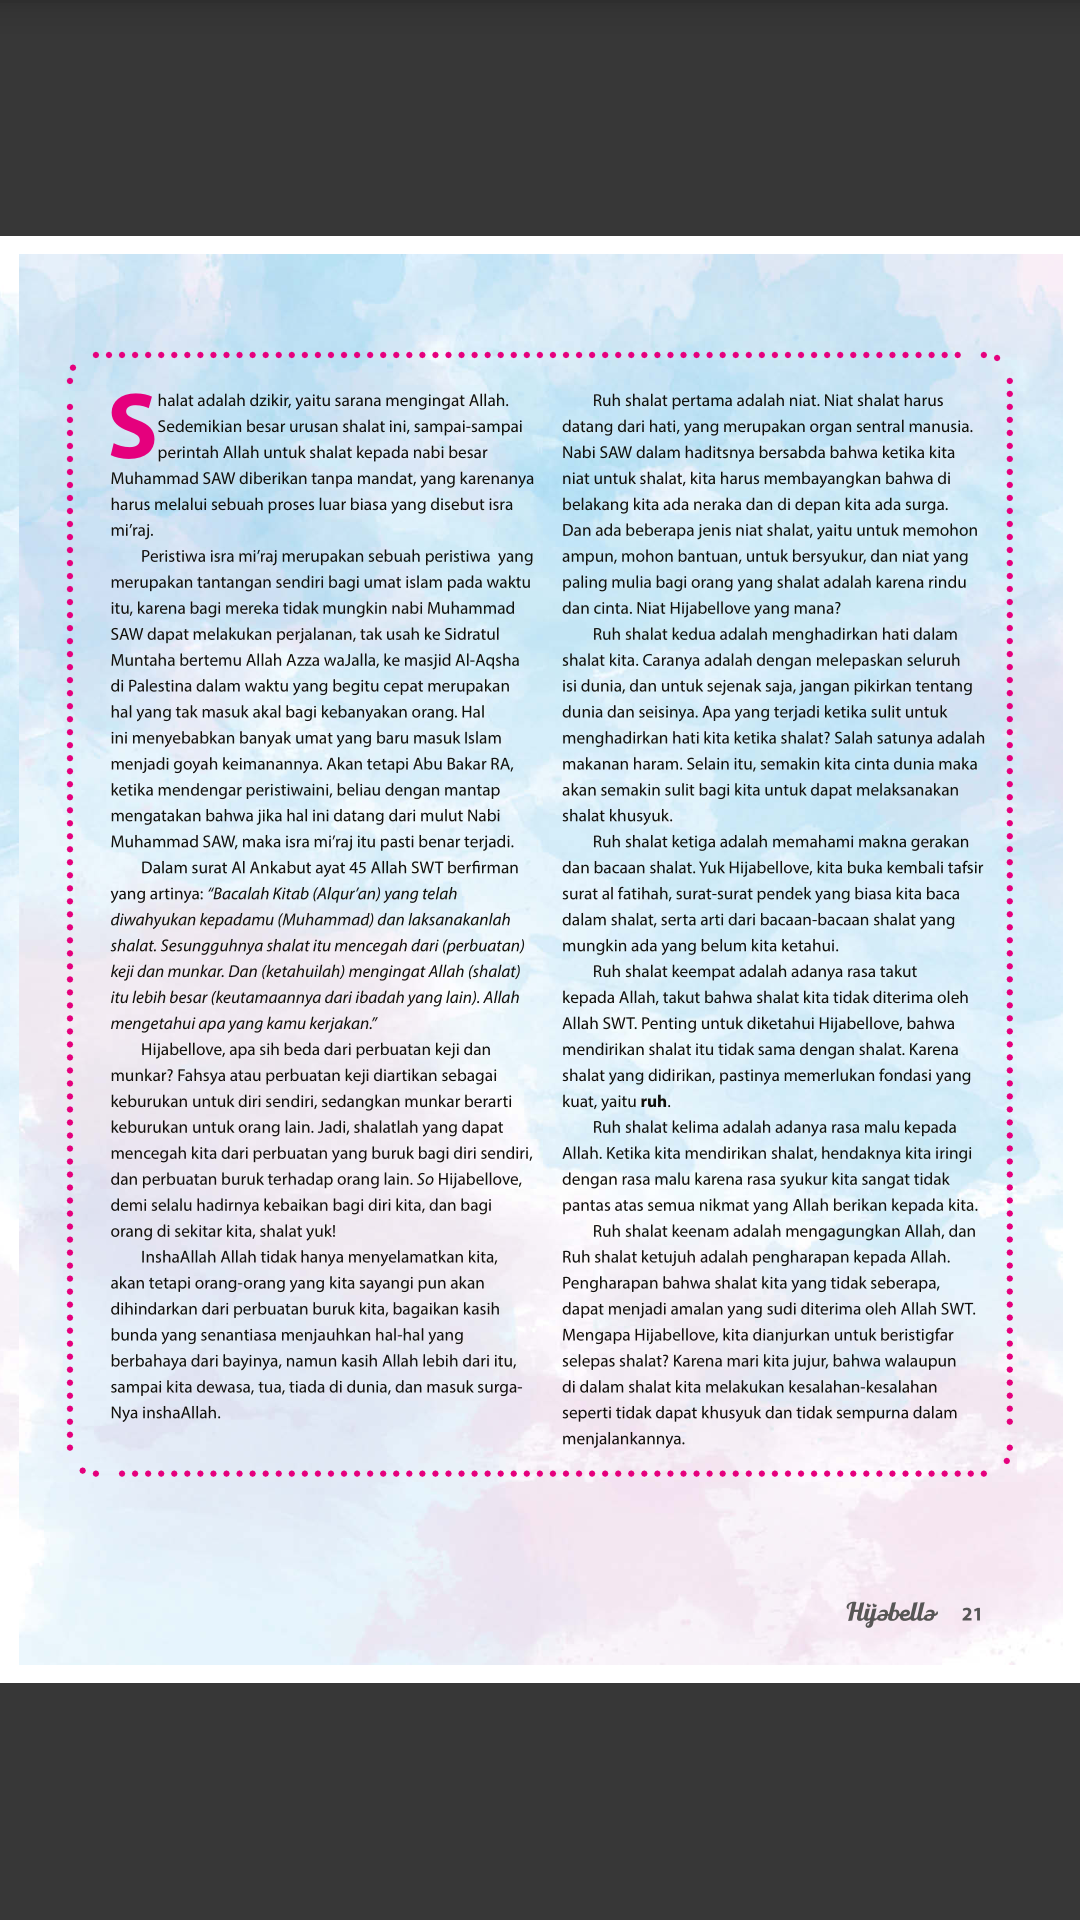 Shalat adalah dzikir, yaitu sarana mengingat Allah.
Sedemikian besar urusan shalat ini, sampai-sampai
perintah Allah untuk shalat kepada nabi besar
Muhammad SAW diberikan tanpa mandat, yang karenanya
harus melalui sebuah proses luar biasa yang disebut isra
mi’raj.
Peristiwa isra mi’raj merupakan sebuah peristiwa  yang
merupakan tantangan sendiri bagi umat islam pada waktu
itu, karena bagi mereka tidak mungkin nabi Muhammad
SAW dapat melakukan perjalanan, tak usah ke Sidratul
Muntaha bertemu Allah Azza waJalla, ke masjid Al-Aqsha
di Palestina dalam waktu yang begitu cepat merupakan
hal yang tak masuk akal bagi kebanyakan orang. Hal
ini menyebabkan banyak umat yang baru masuk Islam
menjadi goyah keimanannya. Akan tetapi Abu Bakar RA,
ketika mendengar peristiwaini, beliau dengan mantap
mengatakan bahwa jika hal ini datang dari mulut Nabi
Muhammad SAW, maka isra mi’raj itu pasti benar terjadi.
Dalam surat Al Ankabut ayat 45 Allah SWT berfirman
yang artinya: “Bacalah Kitab (Alqur’an) yang telah
diwahyukan kepadamu (Muhammad) dan laksanakanlah
shalat. Sesungguhnya shalat itu mencegah dari (perbuatan)
keji dan munkar. Dan (ketahuilah) mengingat Allah (shalat)
itu lebih besar (keutamaannya dari ibadah yang lain). Allah
mengetahui apa yang kamu kerjakan.”
Hijabellove, apa sih beda dari perbuatan keji dan
munkar? Fahsya atau perbuatan keji diartikan sebagai
keburukan untuk diri sendiri, sedangkan munkar berarti
keburukan untuk orang lain. Jadi, shalatlah yang dapat
mencegah kita dari perbuatan yang buruk bagi diri sendiri,
dan perbuatan buruk terhadap orang lain. So Hijabellove,
demi selalu hadirnya kebaikan bagi diri kita, dan bagi
orang di sekitar kita, shalat yuk!
InshaAllah Allah tidak hanya menyelamatkan kita,
akan tetapi orang-orang yang kita sayangi pun akan
dihindarkan dari perbuatan buruk kita, bagaikan kasih
bunda yang senantiasa menjauhkan hal-hal yang
berbahaya dari bayinya, namun kasih Allah lebih dari itu,
sampai kita dewasa, tua, tiada di dunia, dan masuk surga-
Nya inshaAllah.
Ruh shalat pertama adalah niat. Niat shalat harus
datang dari hati, yang merupakan organ sentral manusia.
Nabi SAW dalam haditsnya bersabda bahwa ketika kita
niat untuk shalat, kita harus membayangkan bahwa di
belakang kita ada neraka dan di depan kita ada surga.
Dan ada beberapa jenis niat shalat, yaitu untuk memohon
ampun, mohon bantuan, untuk bersyukur, dan niat yang
paling mulia bagi orang yang shalat adalah karena rindu
dan cinta. Niat Hijabellove yang mana?
Ruh shalat kedua adalah menghadirkan hati dalam
shalat kita. Caranya adalah dengan melepaskan seluruh
isi dunia, dan untuk sejenak saja, jangan pikirkan tentang
dunia dan seisinya. Apa yang terjadi ketika sulit untuk
menghadirkan hati kita ketika shalat? Salah satunya adalah
makanan haram. Selain itu, semakin kita cinta dunia maka
akan semakin sulit bagi kita untuk dapat melaksanakan
shalat khusyuk.
Ruh shalat ketiga adalah memahami makna gerakan
dan bacaan shalat. Yuk Hijabellove, kita buka kembali tafsir
surat al fatihah, surat-surat pendek yang biasa kita baca
dalam shalat, serta arti dari bacaan-bacaan shalat yang
mungkin ada yang belum kita ketahui.
Ruh shalat keempat adalah adanya rasa takut
kepada Allah, takut bahwa shalat kita tidak diterima oleh
Allah SWT. Penting untuk diketahui Hijabellove, bahwa
mendirikan shalat itu tidak sama dengan shalat. Karena
shalat yang didirikan, pastinya memerlukan fondasi yang
kuat, yaitu ruh.
Ruh shalat kelima adalah adanya rasa malu kepada
Allah. Ketika kita mendirikan shalat, hendaknya kita iringi
dengan rasa malu karena rasa syukur kita sangat tidak
pantas atas semua nikmat yang Allah berikan kepada kita.
Ruh shalat keenam adalah mengagungkan Allah, dan
Ruh shalat ketujuh adalah pengharapan kepada Allah.
Pengharapan bahwa shalat kita yang tidak seberapa,
dapat menjadi amalan yang sudi diterima oleh Allah SWT.
Mengapa Hijabellove, kita dianjurkan untuk beristigfar
selepas shalat? Karena mari kita jujur, bahwa walaupun
di dalam shalat kita melakukan kesalahan-kesalahan
seperti tidak dapat khusyuk dan tidak sempurna dalam
menjalankannya.
Hijabella 21